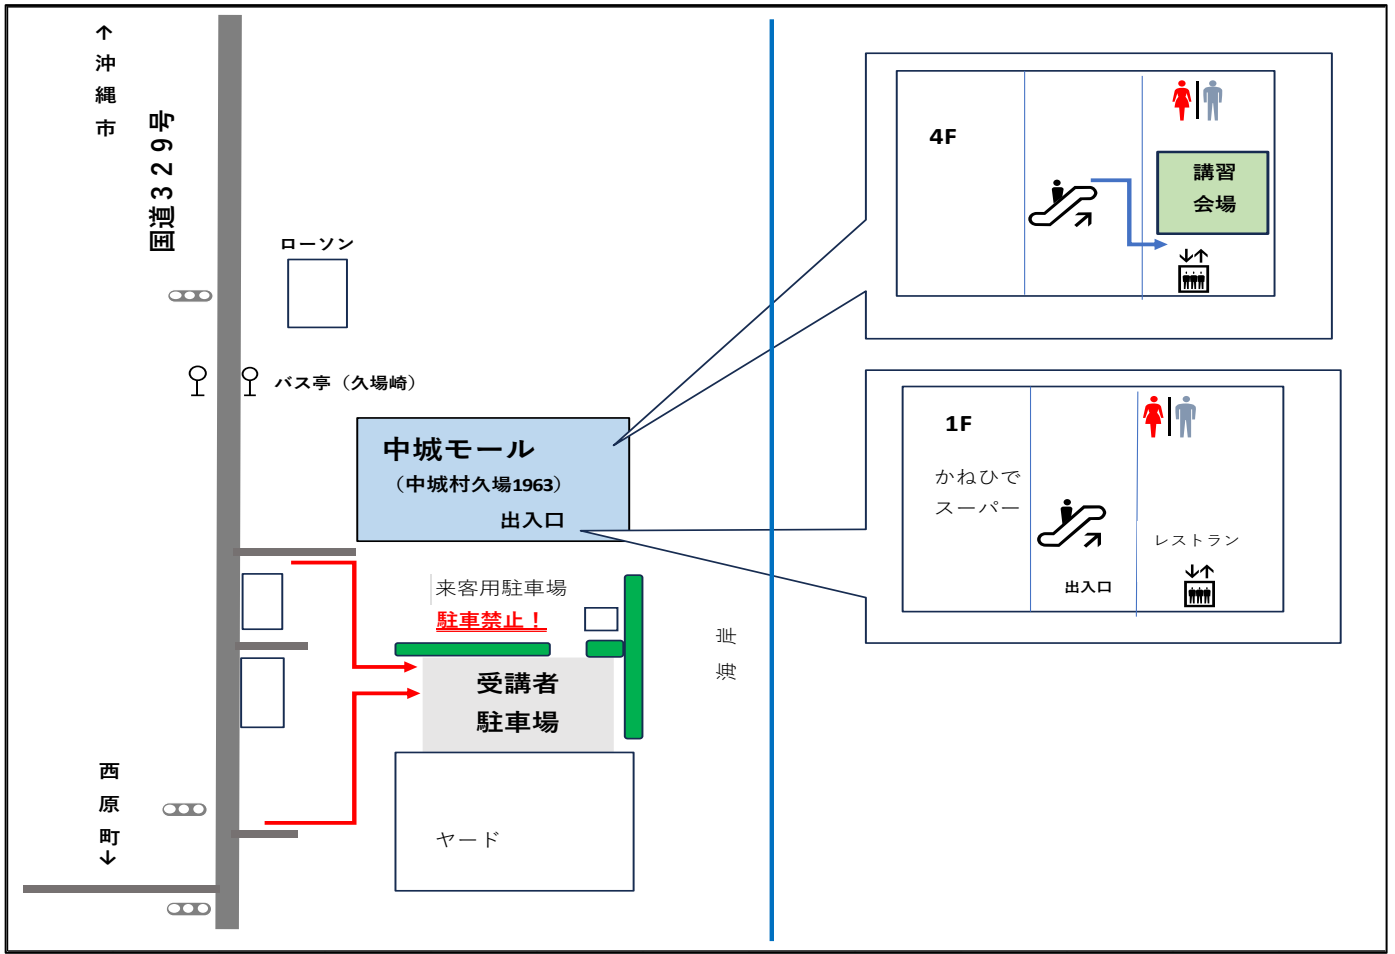 ↑沖縄市
国道329号
ローソン
バス亭（久場崎）
中城モール
（中城村久場1963）
出入口
来客用駐車場
駐車禁止！
受講者
駐車場
ヤード
西原町↓
海岸
4F
講習
会場
1F
かねひで
スーパー
レストラン
出入口